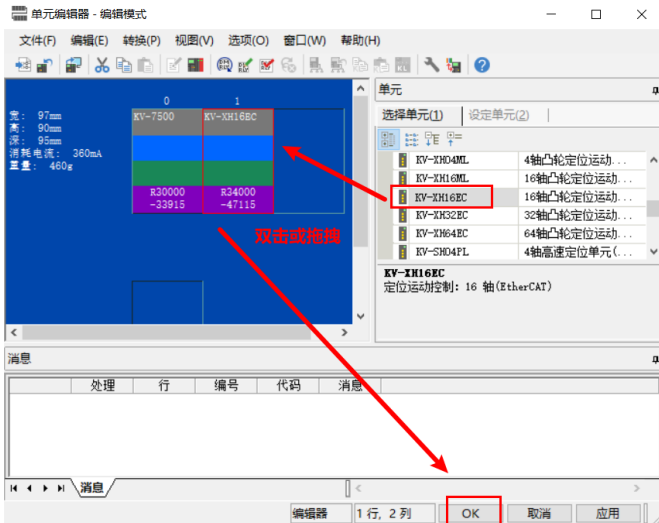 单元编辑器 - 编辑模式
文件(F) 编辑(E) 转换(P) 视图(V) 选项(O) 窗口(W) 帮助(H)
宽: 97mm
高: 90mm
深: 95mm
消耗电流: 360mA
重量: 460g
0 1
KV-7500 KV-XH16EC
R30000 R34000
-33915 -47115
双击或拖拽
单元
选择单元(1) 设定单元(2)
KV-XH04ML 4轴凸轮定位运动...
KV-XH16ML 16轴凸轮定位运动...
KV-XH16EC 16轴凸轮定位运动...
KV-XH32EC 32轴凸轮定位运动...
KV-XH64EC 64轴凸轮定位运动...
KV-SH04PL 4轴高速定位单元(...
KV-XH16EC
定位运动控制: 16 轴(EtherCAT)
消息
处理 行 编号 代码 消息
消息
编辑器 1 行, 2 列 OK 取消 应用